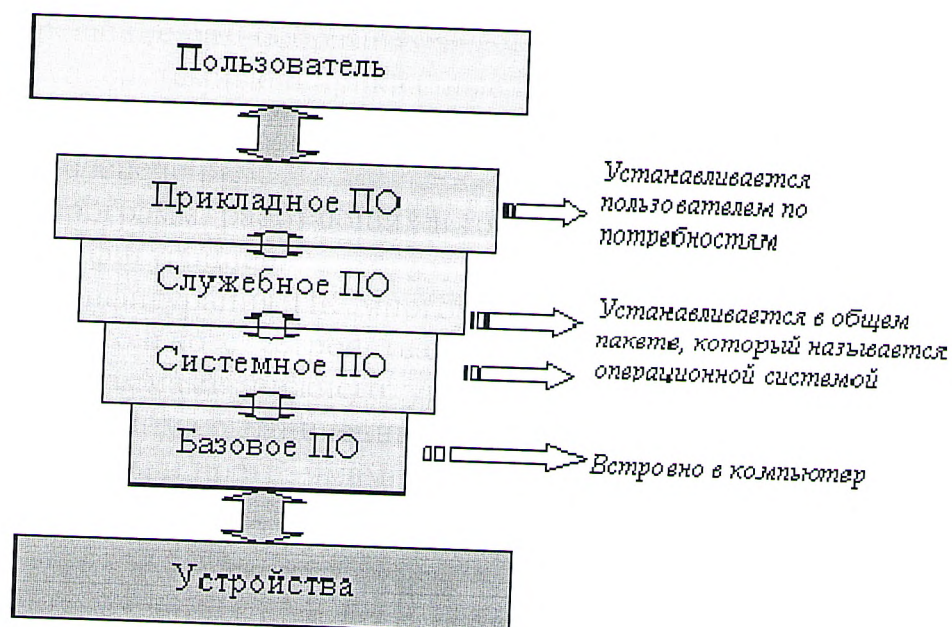 Пользователь
Прикладное ПО
Устанавливается
пользователем по
потребностям
Служебное ПО
Устанавливается в общем
пакете, который называется
операционной системой
Системное ПО
Базовое ПО
Встроено в компьютер
Устройства